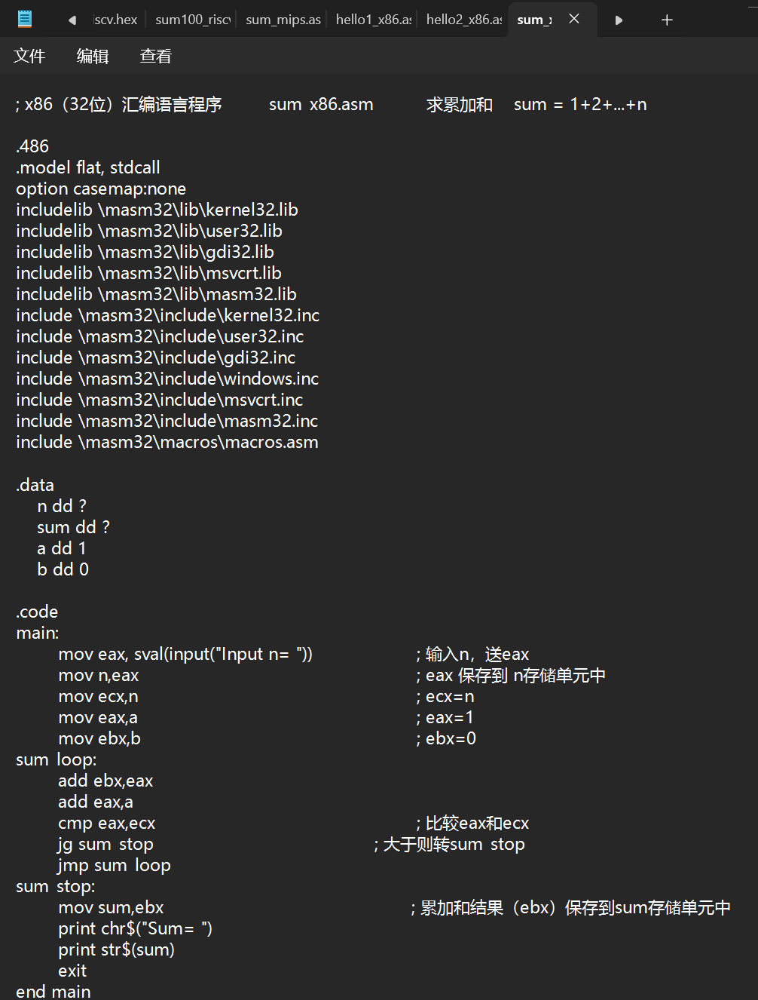 iscv.hex sum100_riscv sum_mips.as hello1_x86.as hello2_x86.as sum_x
文件 编辑 查看
; x86（32位）汇编语言程序 sum x86.asm 求累加和 sum = 1+2+...+n
.486
.model flat, stdcall
option casemap:none
includelib \masm32\lib\kernel32.lib
includelib \masm32\lib\user32.lib
includelib \masm32\lib\gdi32.lib
includelib \masm32\lib\msvcrt.lib
includelib \masm32\lib\masm32.lib
include \masm32\include\kernel32.inc
include \masm32\include\user32.inc
include \masm32\include\gdi32.inc
include \masm32\include\windows.inc
include \masm32\include\msvcrt.inc
include \masm32\include\masm32.inc
include \masm32\macros\macros.asm
.data
n dd ?
sum dd ?
a dd 1
b dd 0
.code
main:
mov eax, sval(input("Input n= ")) ; 输入n，送eax
mov n,eax ; eax 保存到 n存储单元中
mov ecx,n ; ecx=n
mov eax,a ; eax=1
mov ebx,b ; ebx=0
sum loop:
add ebx,eax
add eax,a
cmp eax,ecx ; 比较eax和ecx
jg sum stop ; 大于则转sum stop
jmp sum loop
sum stop:
mov sum,ebx ; 累加和结果（ebx）保存到sum存储单元中
print chr$("Sum= ")
print str$(sum)
exit
end main